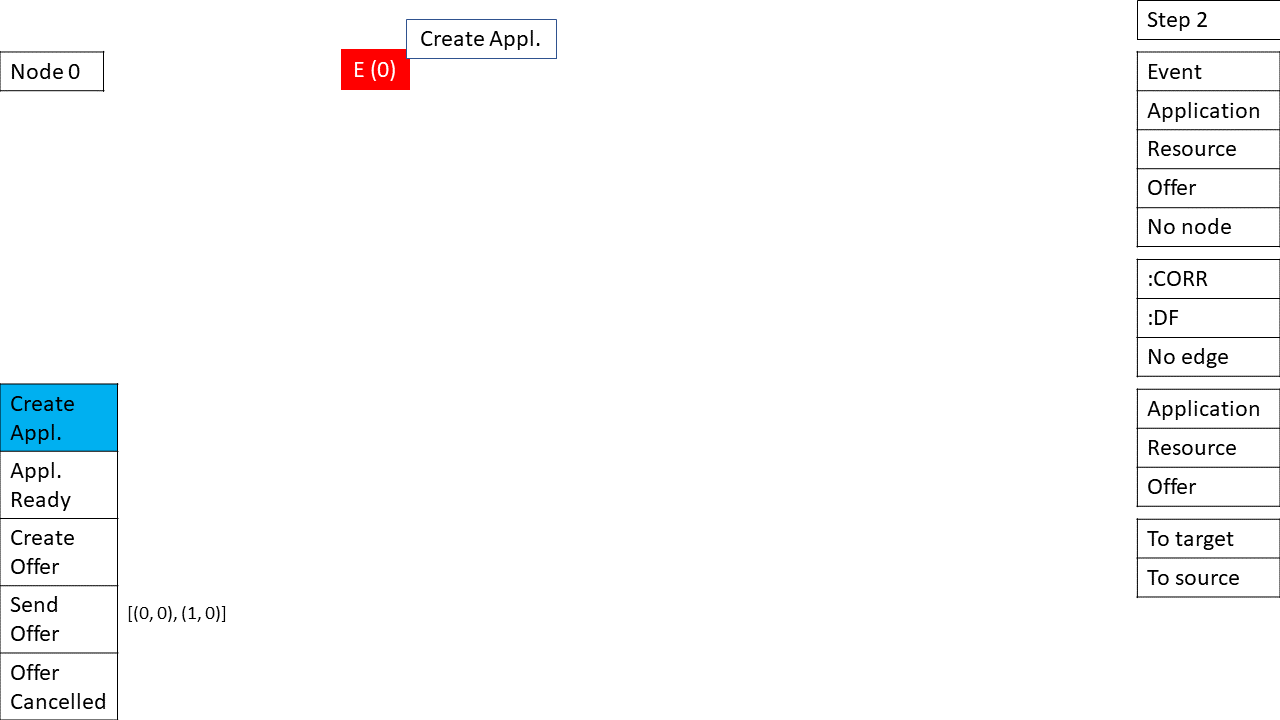 Create Appl.
Step 2
Node 0
E (0)
Event
Application
Resource
Offer
No node
:CORR
:DF
No edge
Application
Resource
Offer
To target
To source
Create
Appl.
Appl.
Ready
Create
Offer
Send
Offer
[(0, 0), (1, 0)]
Offer
Cancelled